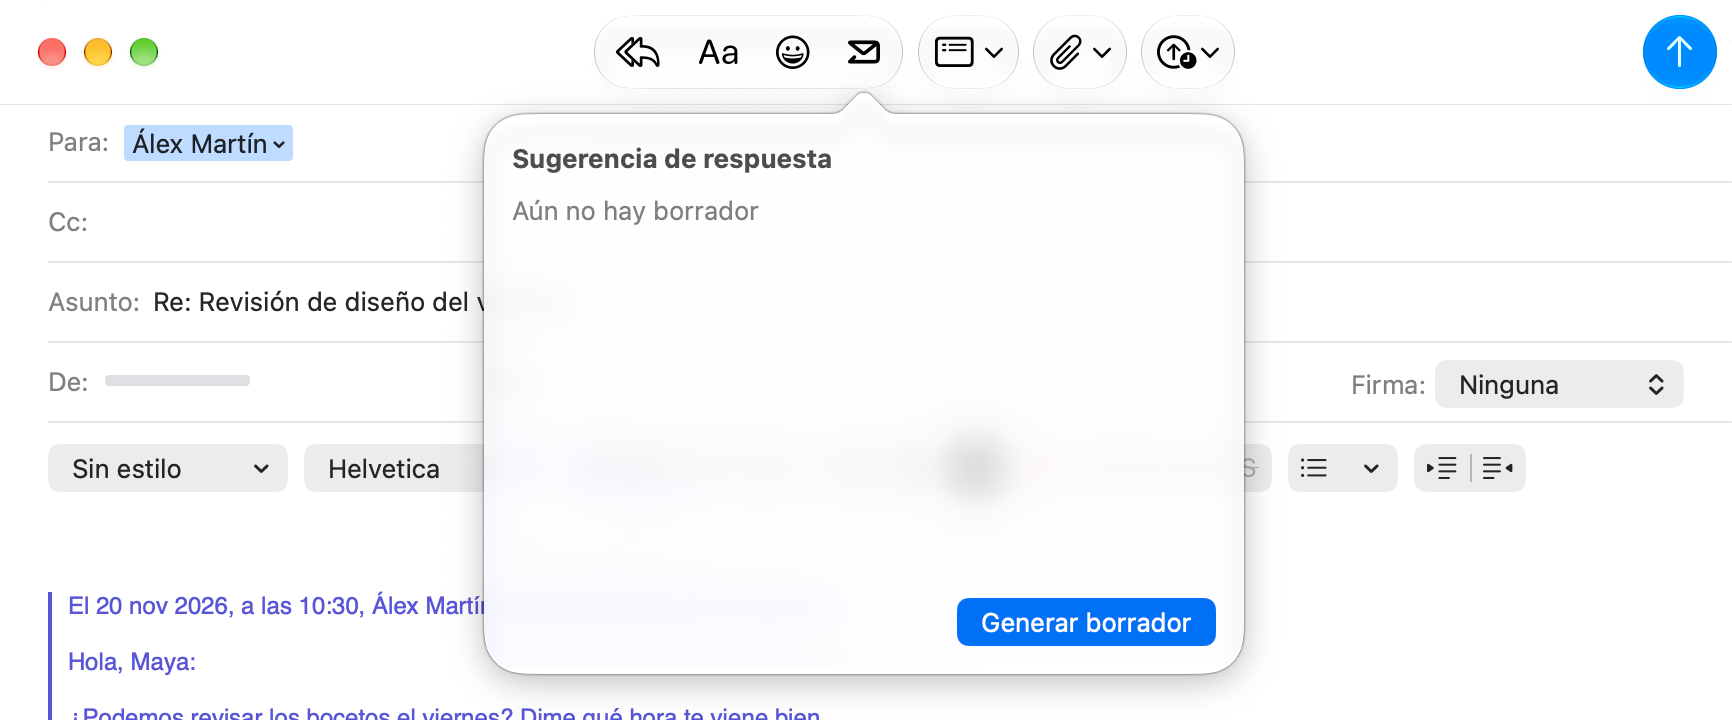 Aa
Para: Álex Martín
Cc:
Asunto: Re: Revisión de diseño del
De:
Firma: Ninguna
Sin estilo
Helvetica
S
El 20 nov 2026, a las 10:30, Álex Martín
Hola, Maya:
¿Podemos revisar los bocetos el viernes? Dime qué hora te viene bien
Sugerencia de respuesta
Aún no hay borrador
Generar borrador